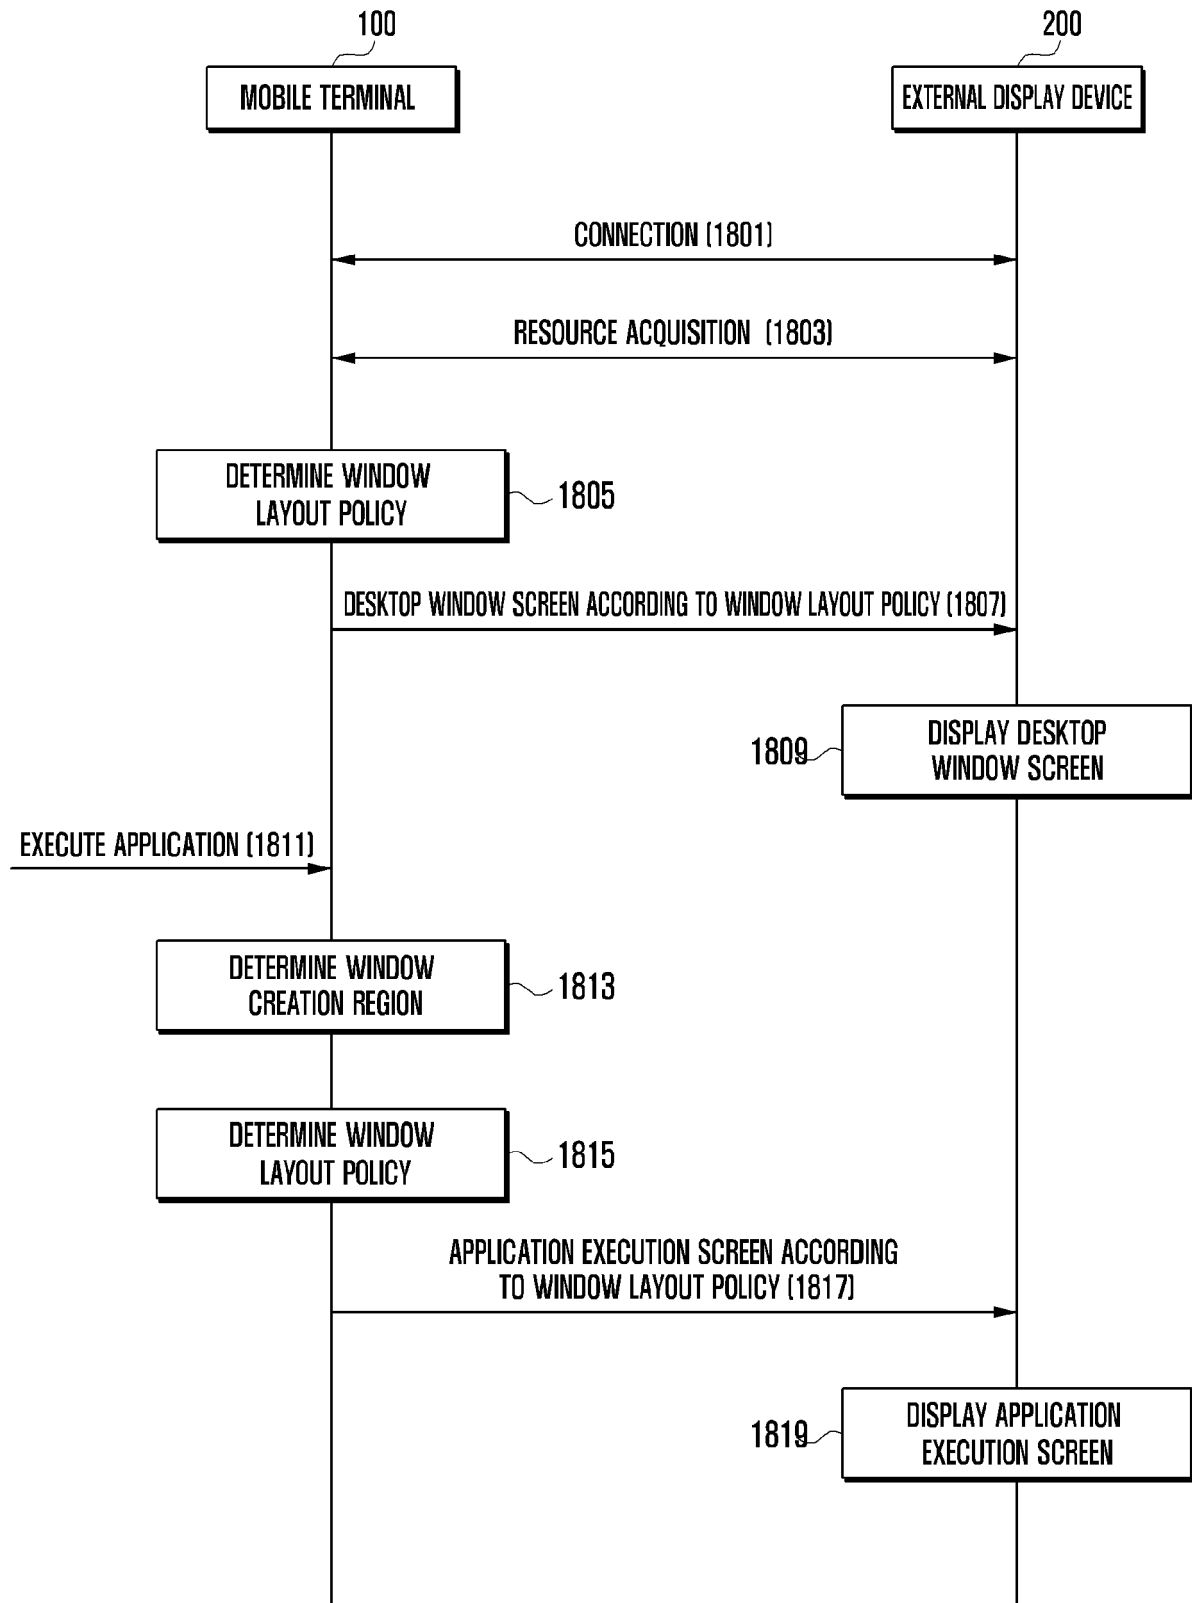 100
200
MOBILE TERMINAL
EXTERNAL DISPLAY DEVICE
CONNECTION (1801)
RESOURCE ACQUISITION (1803)
DETERMINE WINDOW
LAYOUT POLICY
1805
DESKTOP WINDOW SCREEN ACCORDING TO WINDOW LAYOUT POLICY (1807)
1809
DISPLAY DESKTOP
WINDOW SCREEN
EXECUTE APPLICATION (1811)
DETERMINE WINDOW
CREATION REGION
1813
DETERMINE WINDOW
LAYOUT POLICY
1815
APPLICATION EXECUTION SCREEN ACCORDING
TO WINDOW LAYOUT POLICY (1817)
1819
DISPLAY APPLICATION
EXECUTION SCREEN